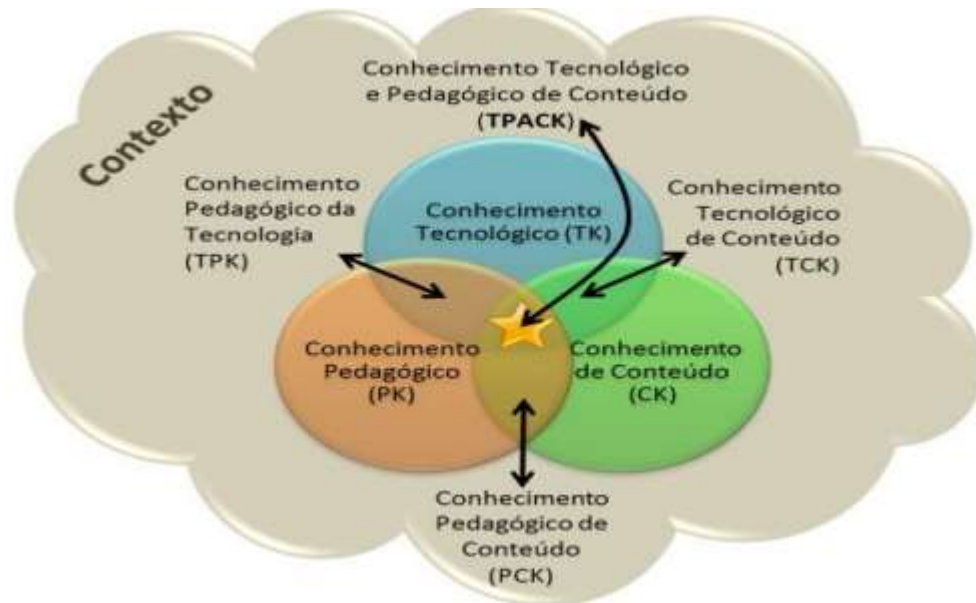 Contexto
Conhecimento Tecnológico
e Pedagógico de Conteúdo
(TPACK)
Conhecimento
Pedagógico da
Tecnologia
(TPK)
Conhecimento
Tecnológico (TK)
Conhecimento
Tecnológico
de Conteúdo
(TCK)
Conhecimento
Pedagógico
(PK)
Conhecimento
de Conteúdo
(CK)
Conhecimento
Pedagógico de
Conteúdo
(PCK)